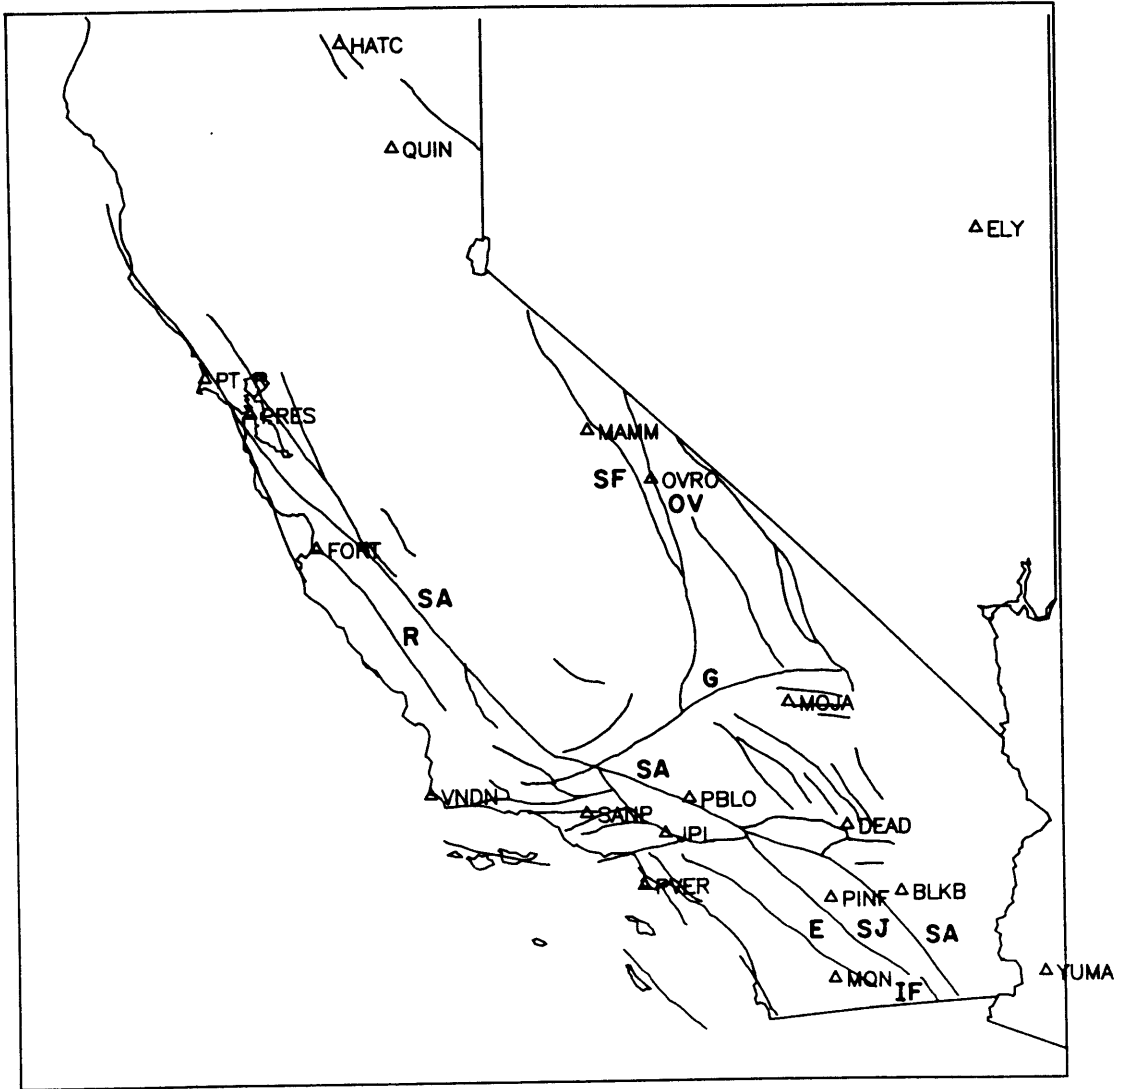 HATC
QUIN
ELY
PT R
PRES
MAMM
SF
OVRO
OV
FORT
SA
R
G
MOJA
SA
VNDN
PBLO
SANP
DEAD
JPL
PVER
PINF
BLKB
E
SJ
SA
YUMA
MON
IF